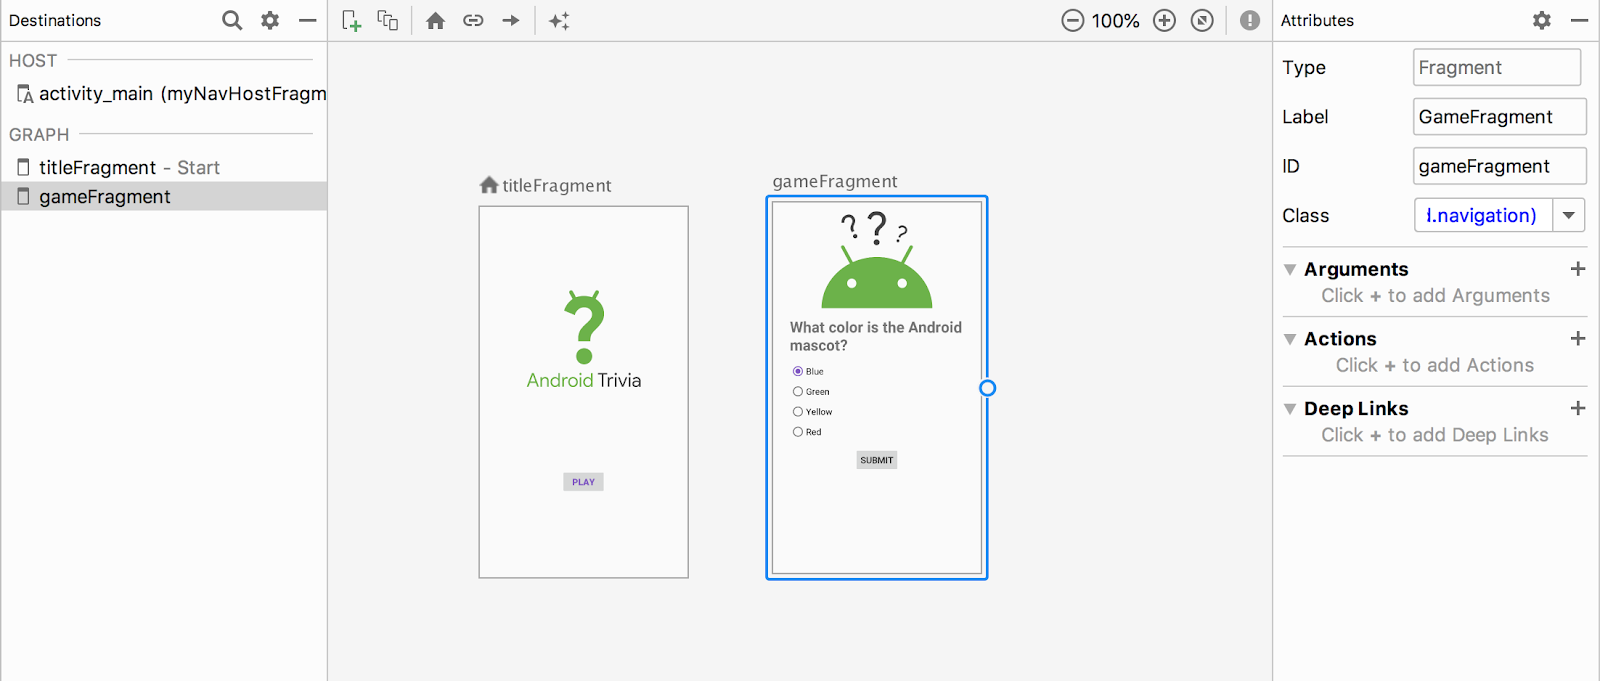 Destinations
HOST
activity_main (myNavHostFragm
GRAPH
titleFragment - Start
gameFragment
100%
titleFragment
Android Trivia
PLAY
gameFragment
? ? ?
What color is the Android
mascot?
Blue
Green
Yellow
Red
SUBMIT
Attributes
Type Fragment
Label GameFragment
ID gameFragment
Class l.navigation)
Arguments
Click + to add Arguments
Actions
Click + to add Actions
Deep Links
Click + to add Deep Links